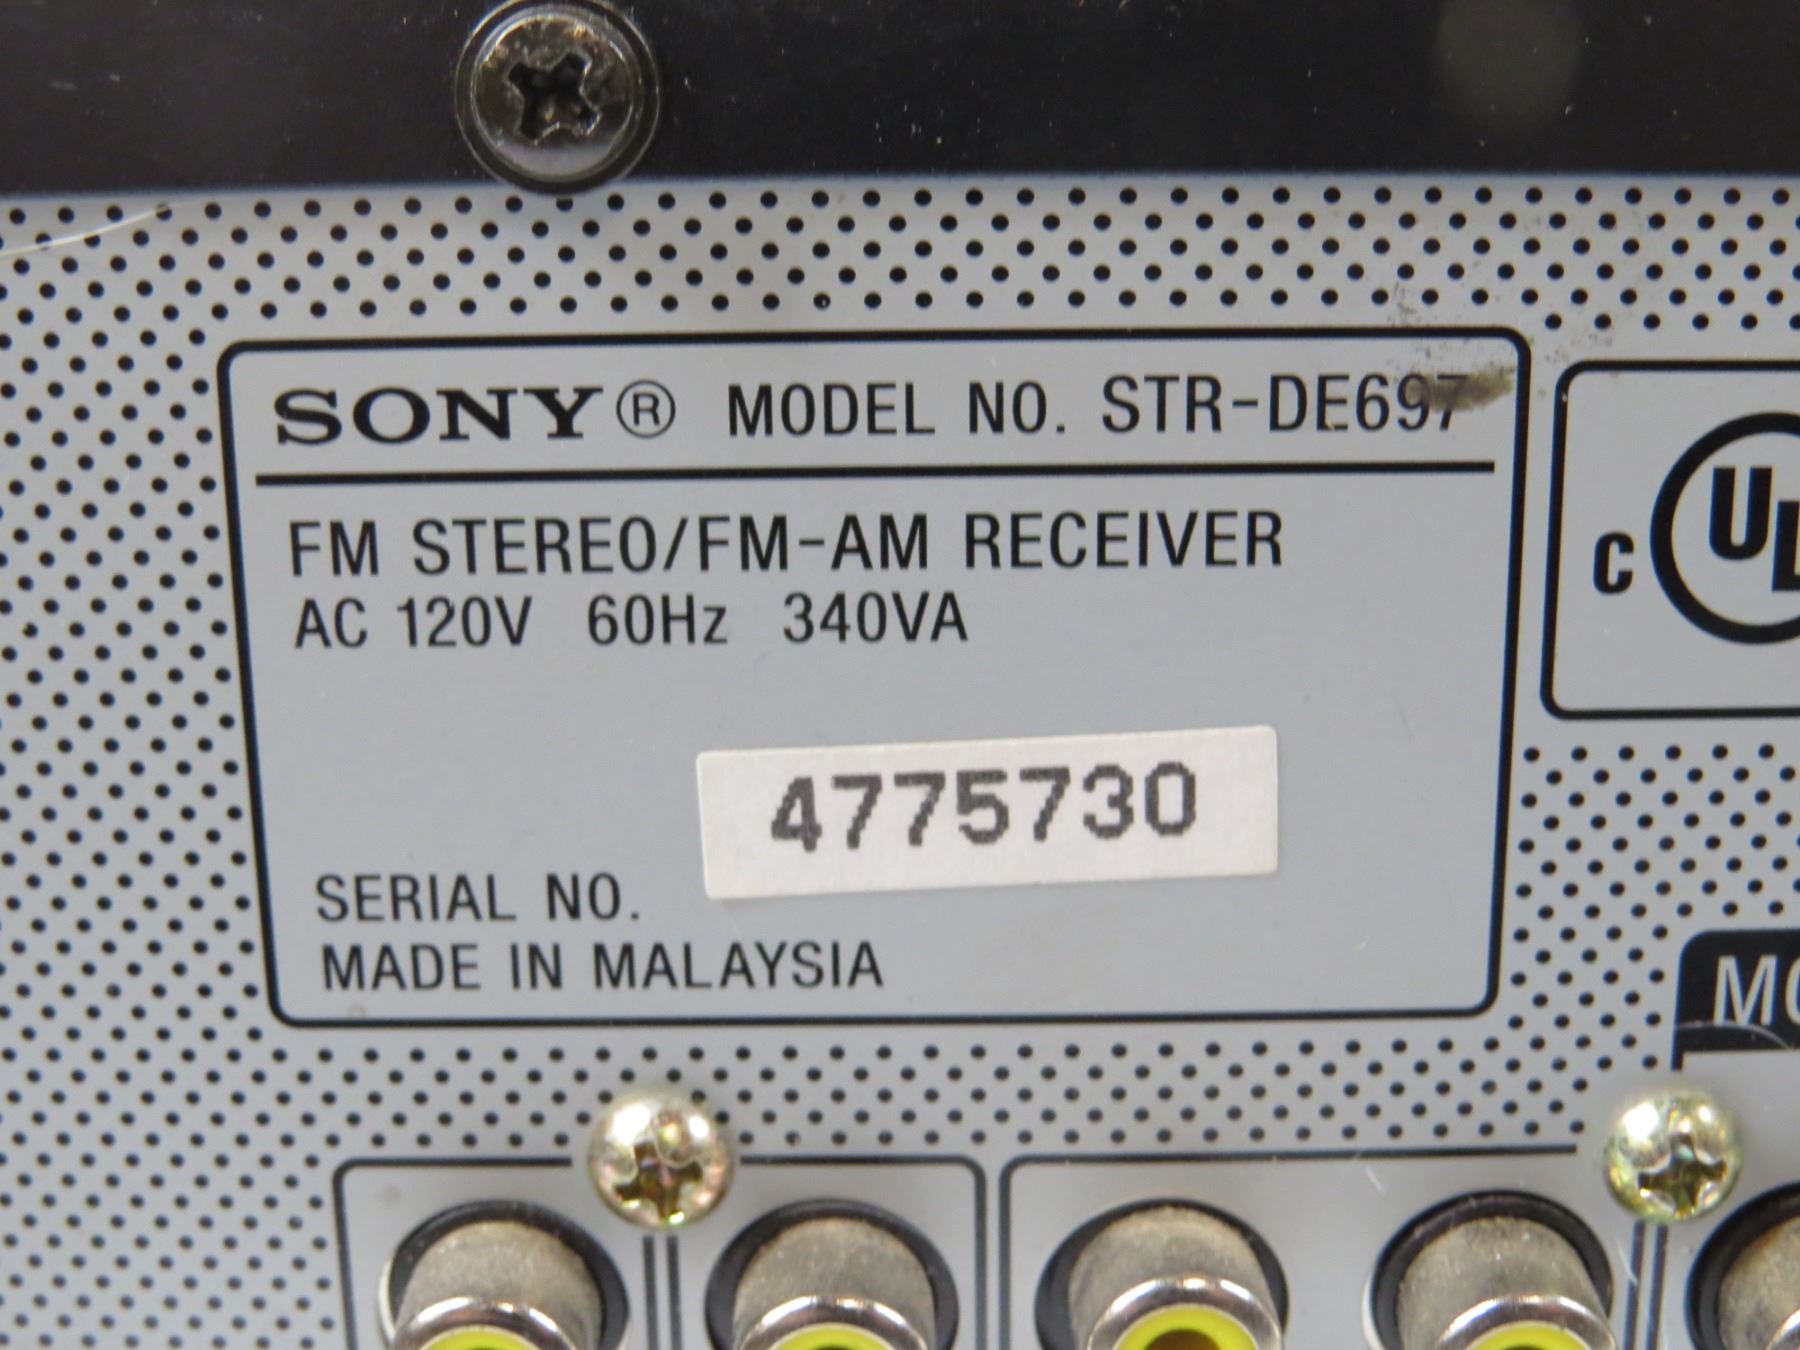 SONY® MODEL NO. STR-DE697
FM STEREO/FM-AM RECEIVER
AC 120V 60Hz 340VA
4775730
SERIAL NO.
MADE IN MALAYSIA
C UL